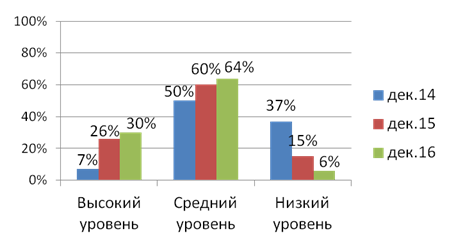 100%
80%
60%
40%
20%
0%
7%
26%
30%
50%
60%
64%
37%
15%
6%
Высокий
уровень
Средний
уровень
Низкий
уровень
дек.14
дек.15
дек.16